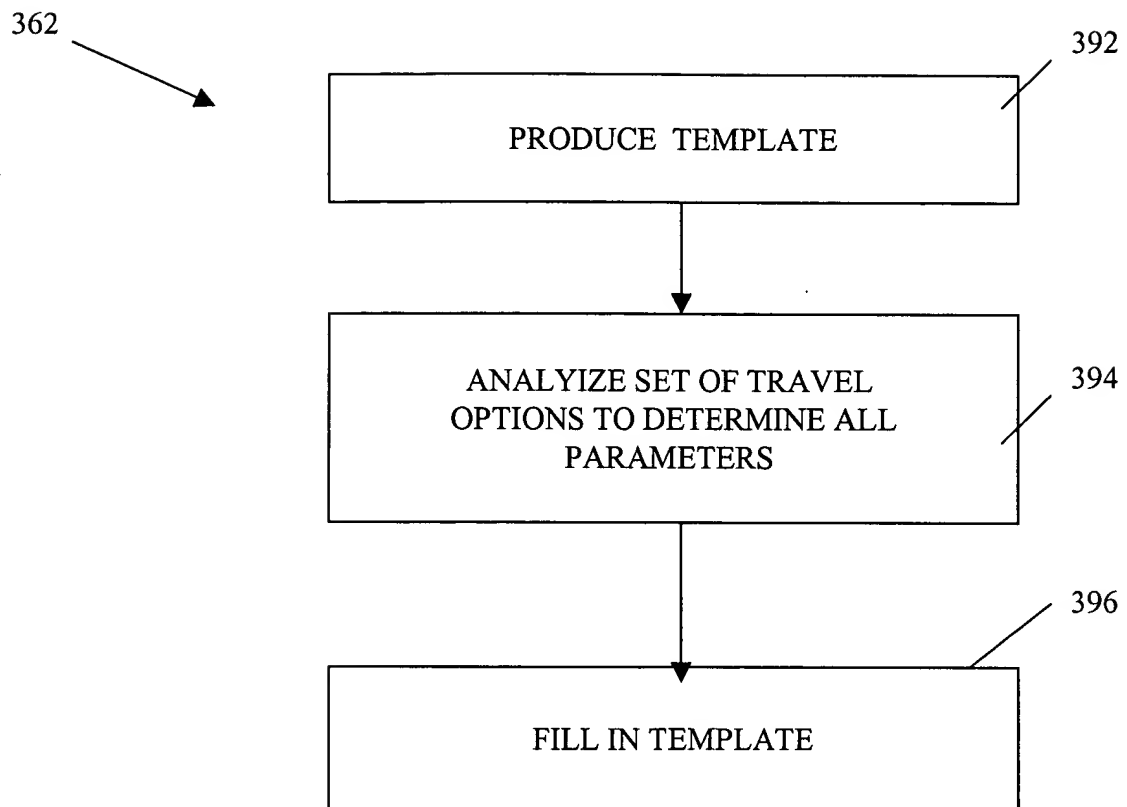 362
392
PRODUCE TEMPLATE
ANALYIZE SET OF TRAVEL
OPTIONS TO DETERMINE ALL
PARAMETERS
394
396
FILL IN TEMPLATE